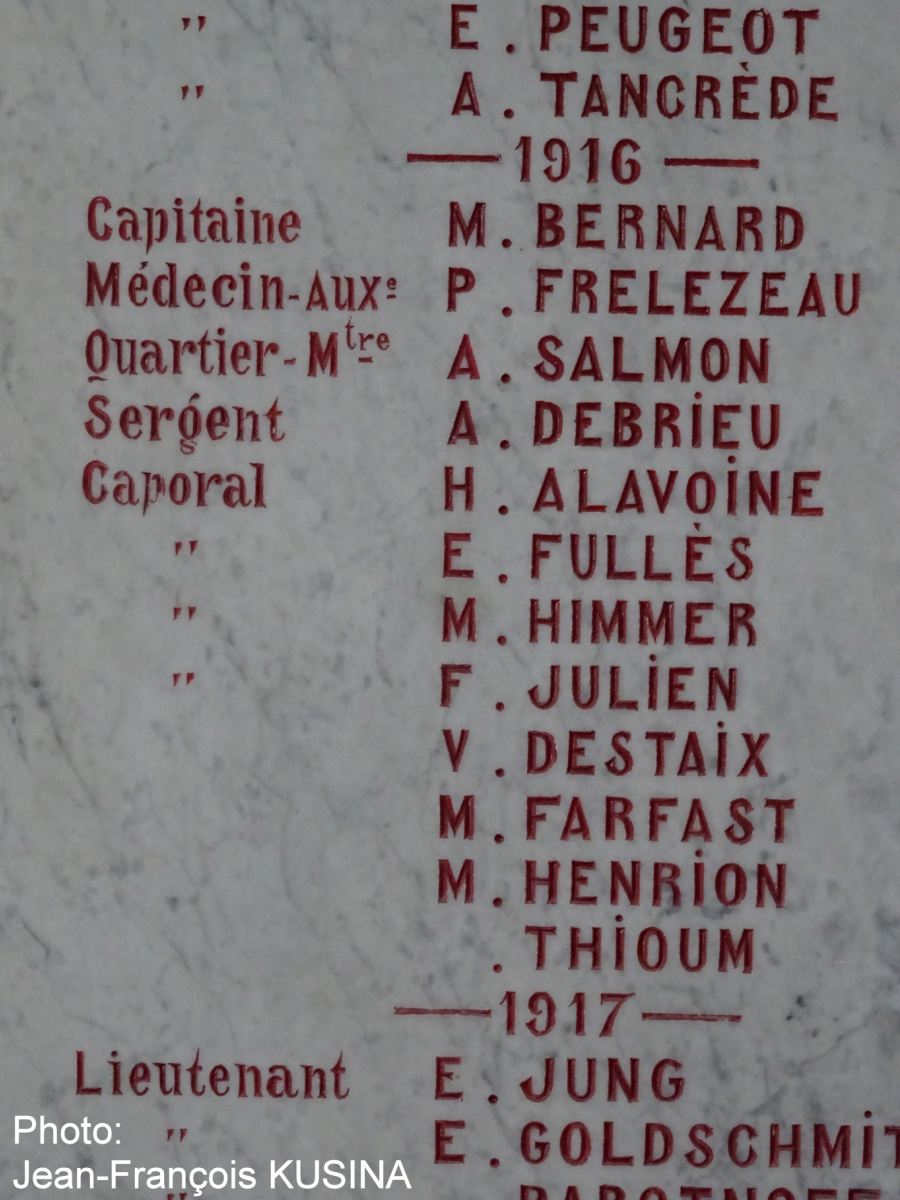 " E. PEUGEOT
" A. TANCRÈDE
— 1916 —
Capitaine M. BERNARD
Médecin-Auxe P. FRELEZEAU
Quartier-Mtre A. SALMON
Sergent A. DEBRIEU
Caporal H. ALAVOINE
" E. FULLÈS
" M. HIMMER
" F. JULIEN
V. DESTAIX
M. FARFAST
M. HENRION
. THIOUM
— 1917 —
Lieutenant E. JUNG
" E. GOLDSCHMIT
Photo:
Jean-François KUSINA